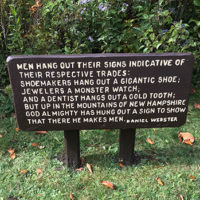 MEN HANG OUT THEIR SIGNS INDICATIVE OF
THEIR RESPECTIVE TRADES:
SHOEMAKERS HANG OUT A GIGANTIC SHOE;
JEWELERS A MONSTER WATCH,
AND A DENTIST HANGS OUT A GOLD TOOTH;
BUT UP IN THE MOUNTAINS OF NEW HAMPSHIRE
GOD ALMIGHTY HAS HUNG OUT A SIGN TO SHOW
THAT THERE HE MAKES MEN. DANIEL WEBSTER